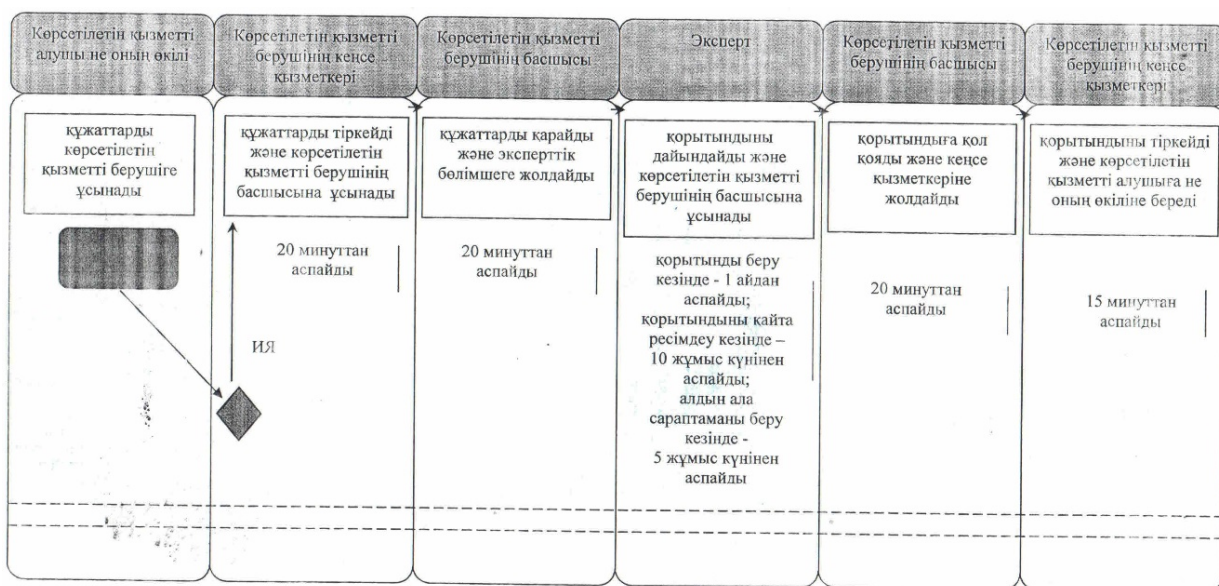 Көрсетілетін қызметті
алушы не оның өкілі
Көрсетілетін қызметті
берушінің кеңсе
қызметкері
Көрсетілетін қызметті
берушінің басшысы
Эксперт
Көрсетілетін қызметті
берушінің басшысы
Көрсетілетін қызметті
берушінің кеңсе
қызметкері
құжаттарды
көрсетілетін
қызметті берушіге
ұсынады
құжаттарды тіркейді
және көрсетілетін
қызметті берушінің
басшысына ұсынады
құжаттарды қарайды
және эксперттік
бөлімшеге жолдайды
қорытындыны
дайындайды және
көрсетілетін қызметті
берушінің басшысына
ұсынады
қорытындыға қол
қояды және кеңсе
қызметкеріне
жолдайды
қорытындыны тіркейді
және көрсетілетін
қызметті алушыға не
оның өкіліне береді
20 минуттан
аспайды
20 минуттан
аспайды
қорытынды беру
кезінде - 1 айдан
аспайды;
қорытындыны қайта
ресімдеу кезінде –
10 жұмыс күнінен
аспайды;
алдын ала
сараптаманы беру
кезінде -
5 жұмыс күнінен
аспайды
20 минуттан
аспайды
15 минуттан
аспайды
ИЯ